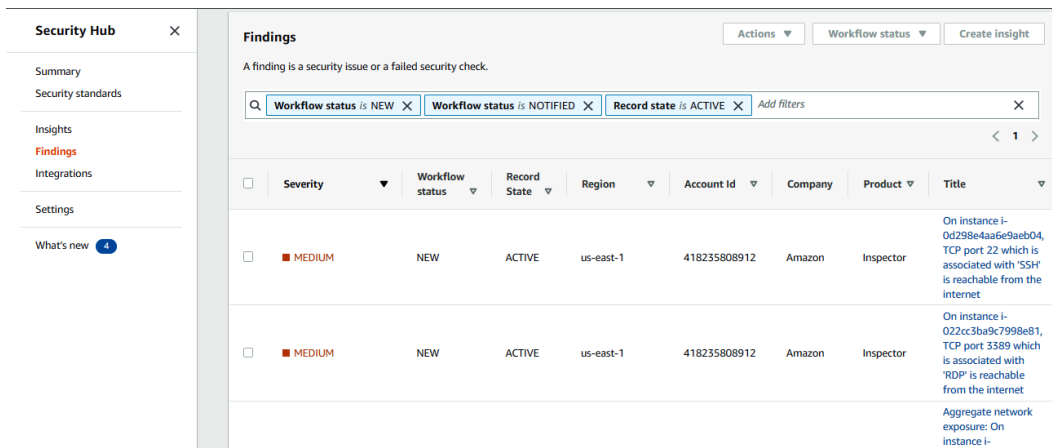 Security Hub
Summary
Security standards
Insights
Findings
Integrations
Settings
What's new 4
Findings
Actions
Workflow status
Create insight
A finding is a security issue or a failed security check.
Workflow status is NEW
Workflow status is NOTIFIED
Record state is ACTIVE
Add filters
1
Severity
Workflow
status
Record
State
Region
Account Id
Company
Product
Title
MEDIUM
NEW
ACTIVE
us-east-1
418235808912
Amazon
Inspector
On instance i-
0d298e4aa6e9aeb04,
TCP port 22 which is
associated with 'SSH'
is reachable from the
internet
MEDIUM
NEW
ACTIVE
us-east-1
418235808912
Amazon
Inspector
On instance i-
022cc3ba9c7998e81,
TCP port 3389 which
is associated with
'RDP' is reachable
from the internet
Aggregate network
exposure: On
instance i-